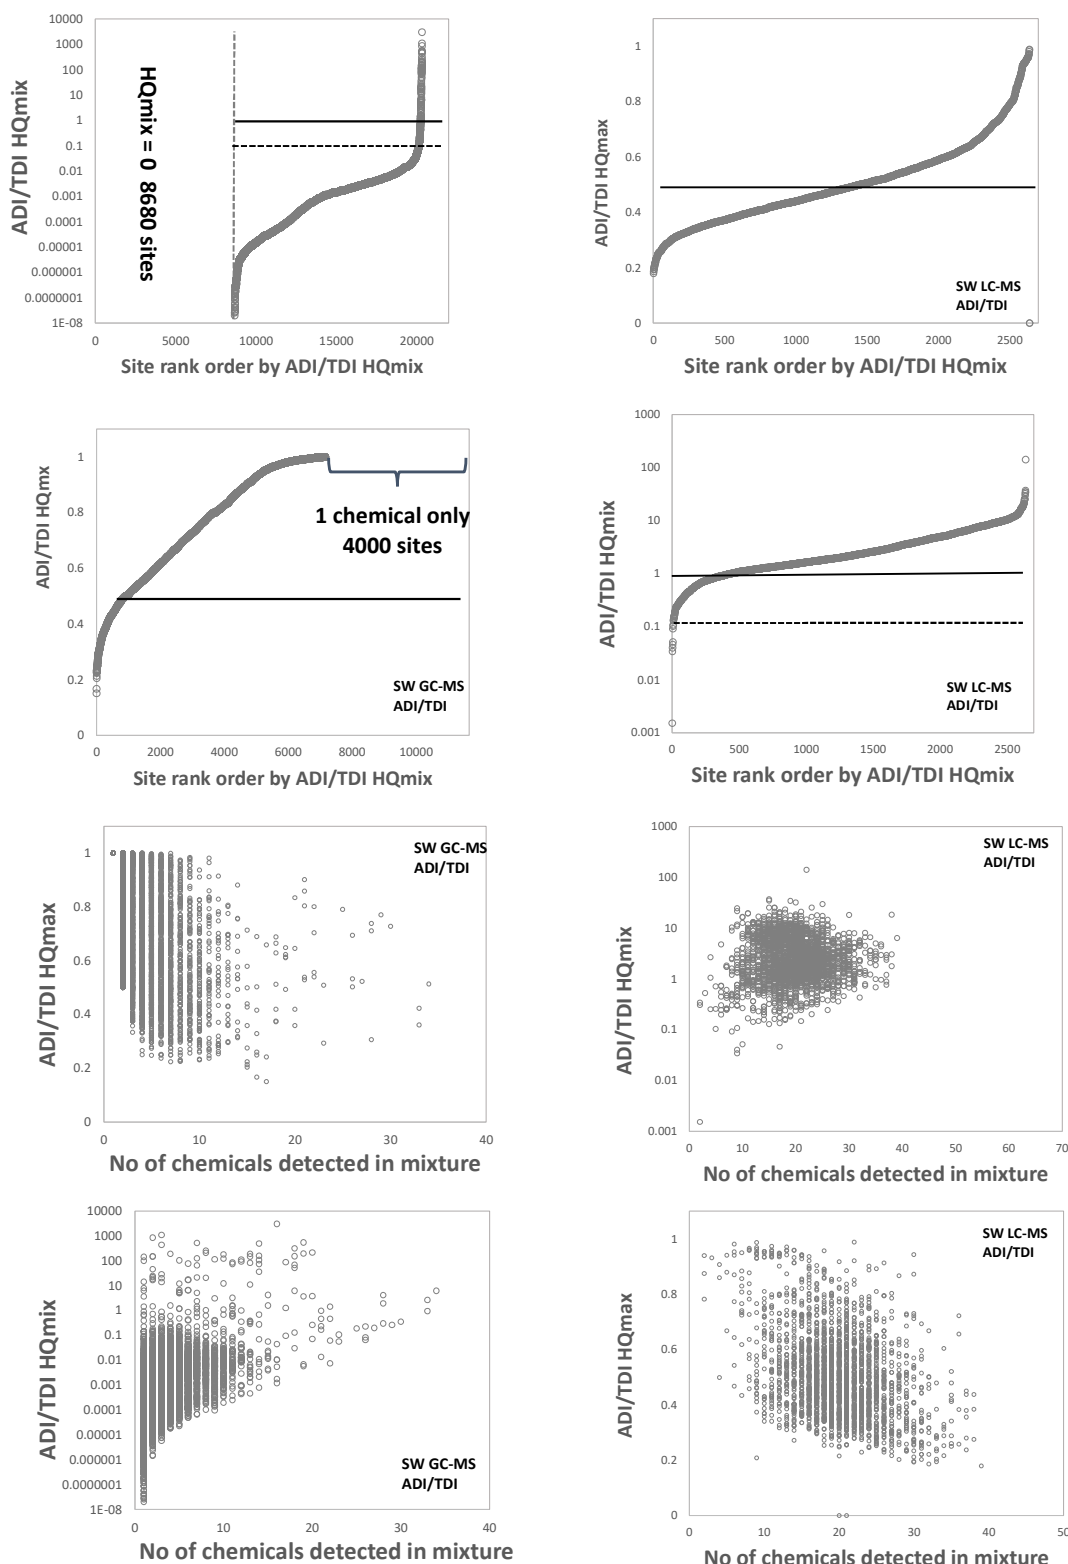 ADI/TDI HQmix
10000
1000
100
10
1
0.1
0.01
0.001
0.0001
0.00001
0.000001
0.0000001
1E-08
HQmix = 0 8680 sites
0 5000 10000 15000 20000
Site rank order by ADI/TDI HQmix
ADI/TDI HQmax
1
0.8
0.6
0.4
0.2
0
SW LC-MS
ADI/TDI
0 500 1000 1500 2000 2500
Site rank order by ADI/TDI HQmix
ADI/TDI HQmx
1
0.8
0.6
0.4
0.2
0
1 chemical only
4000 sites
SW GC-MS
ADI/TDI
0 2000 4000 6000 8000 10000
Site rank order by ADI/TDI HQmix
ADI/TDI HQmix
1000
100
10
1
0.1
0.01
0.001
SW LC-MS
ADI/TDI
0 500 1000 1500 2000 2500
Site rank order by ADI/TDI HQmix
ADI/TDI HQmax
1
0.8
0.6
0.4
0.2
0
SW GC-MS
ADI/TDI
0 10 20 30 40
No of chemicals detected in mixture
ADI/TDI HQmix
1000
100
10
1
0.1
0.01
0.001
SW LC-MS
ADI/TDI
0 10 20 30 40 50 60 70
No of chemicals detected in mixture
ADI/TDI HQmix
10000
1000
100
10
1
0.1
0.01
0.001
0.0001
0.00001
0.000001
0.0000001
1E-08
SW GC-MS
ADI/TDI
0 10 20 30 40
No of chemicals detected in mixture
ADI/TDI HQmax
1
0.8
0.6
0.4
0.2
0
SW LC-MS
ADI/TDI
0 10 20 30 40 50
No of chemicals detected in mixture